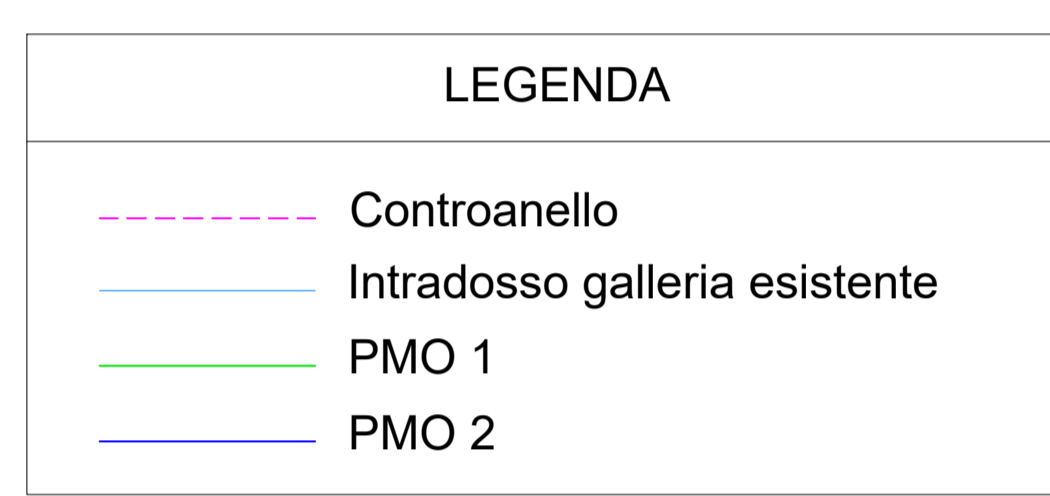 LEGENDA
Controanello
Intradosso galleria esistente
PMO 1
PMO 2